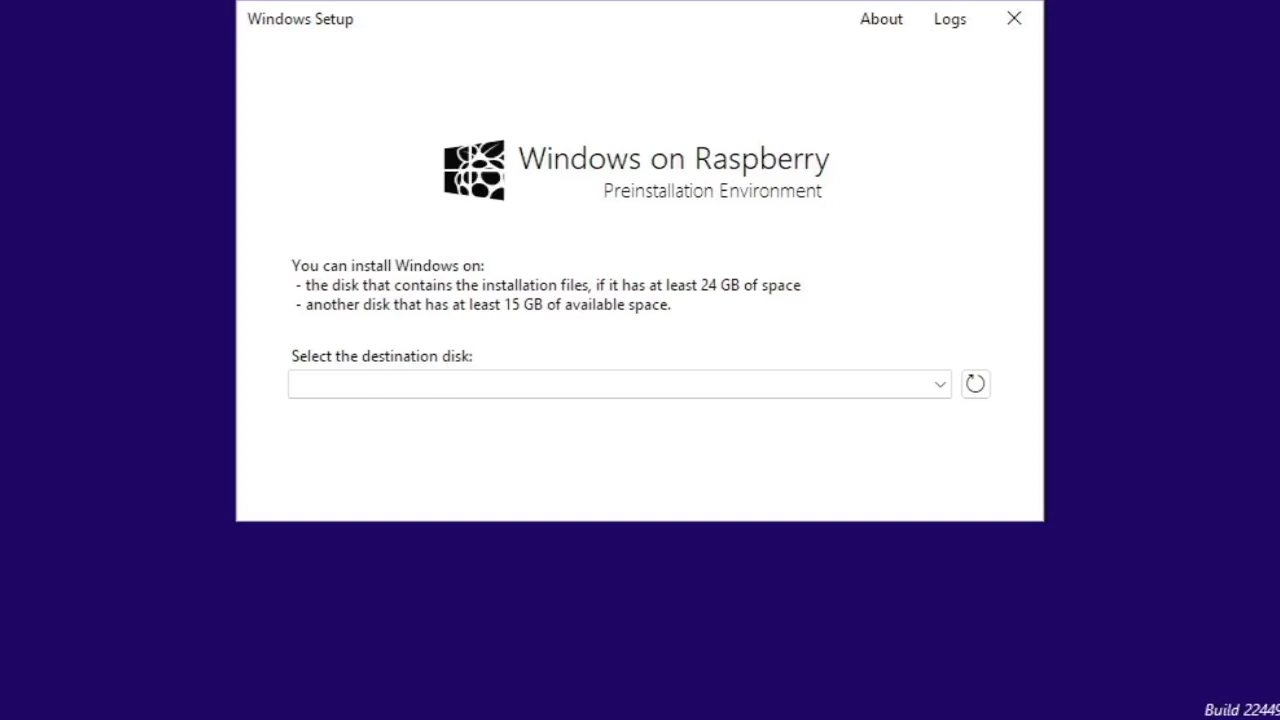 Windows Setup
About
Logs
Windows on Raspberry
Preinstallation Environment
You can install Windows on:
- the disk that contains the installation files, if it has at least 24 GB of space
- another disk that has at least 15 GB of available space.
Select the destination disk:
Build 22449